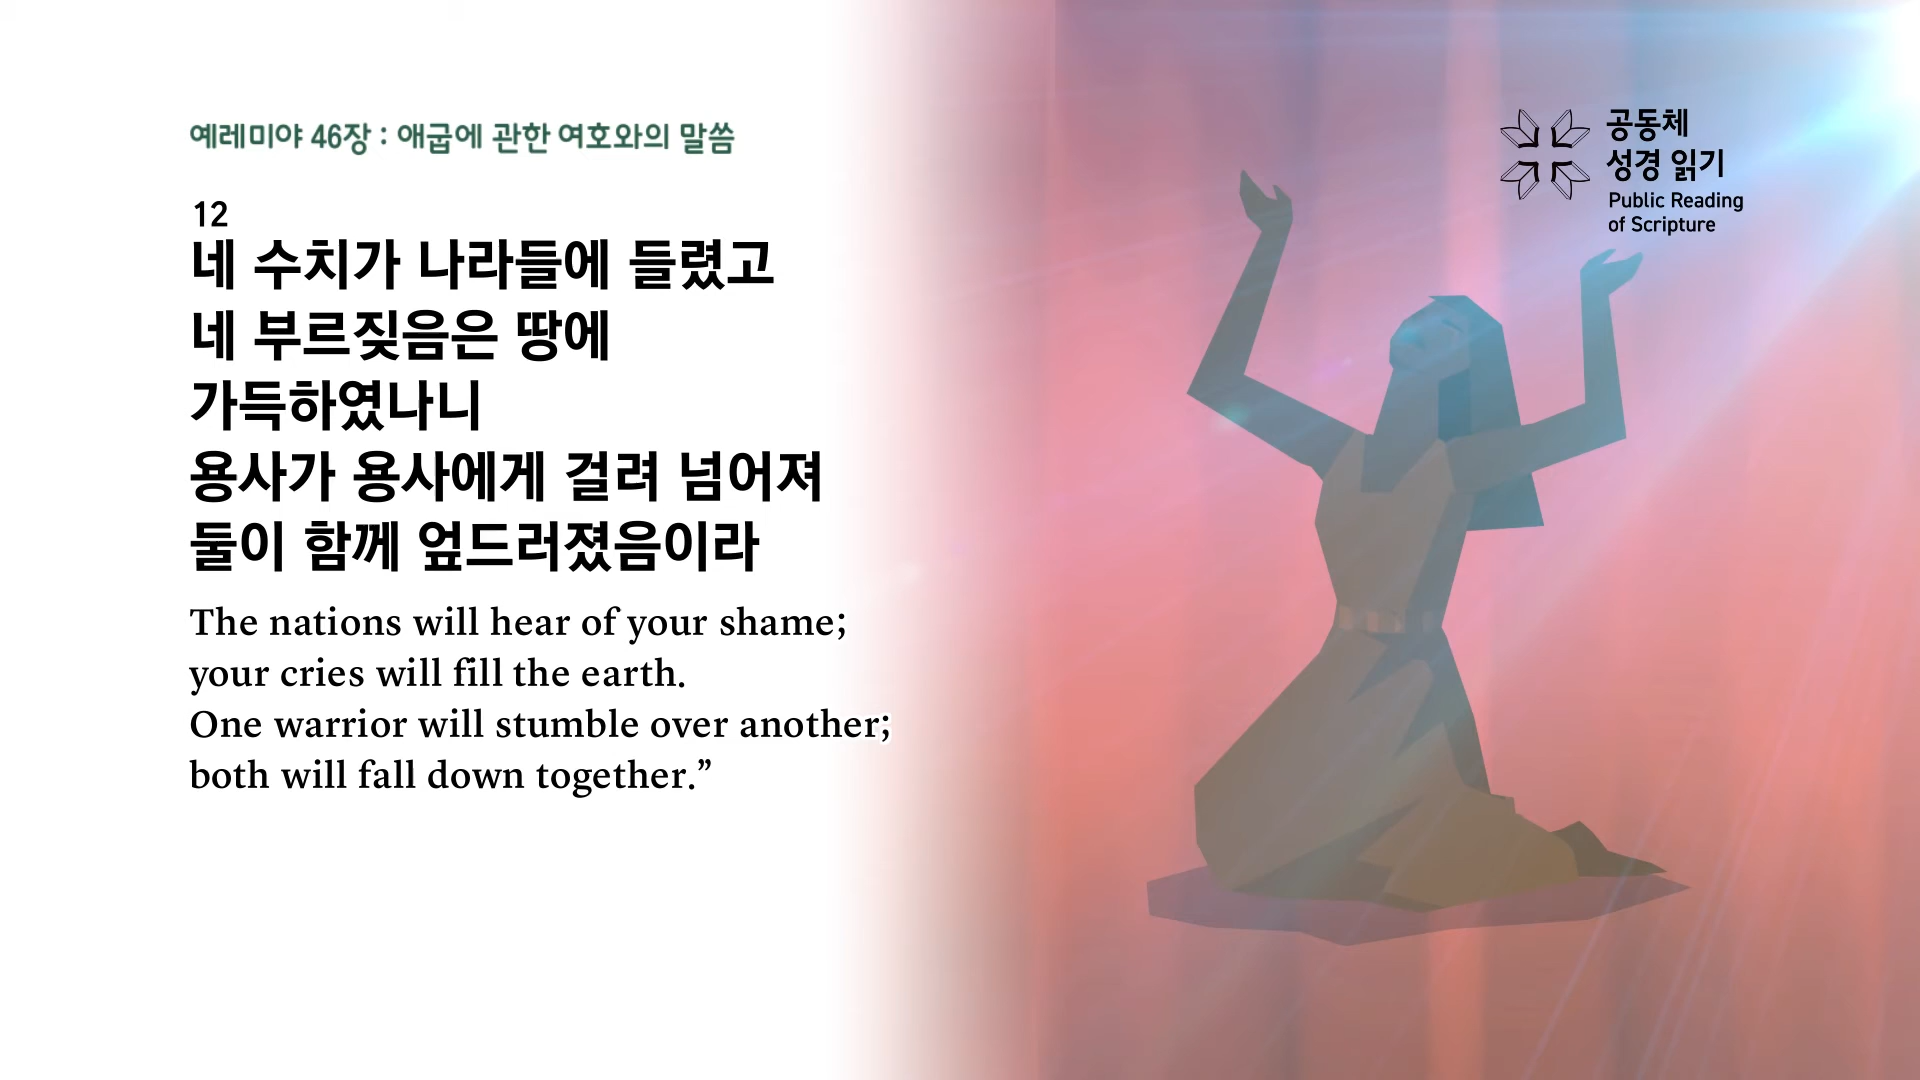 예레미야 46장 : 애굽에 관한 여호와의 말씀
12
네 수치가 나라들에 들렸고
네 부르짖음은 땅에
가득하였나니
용사가 용사에게 걸려 넘어져
둘이 함께 엎드러졌음이라
The nations will hear of your shame;
your cries will fill the earth.
One warrior will stumble over another;
both will fall down together.”
공동체
성경 읽기
Public Reading
of Scripture